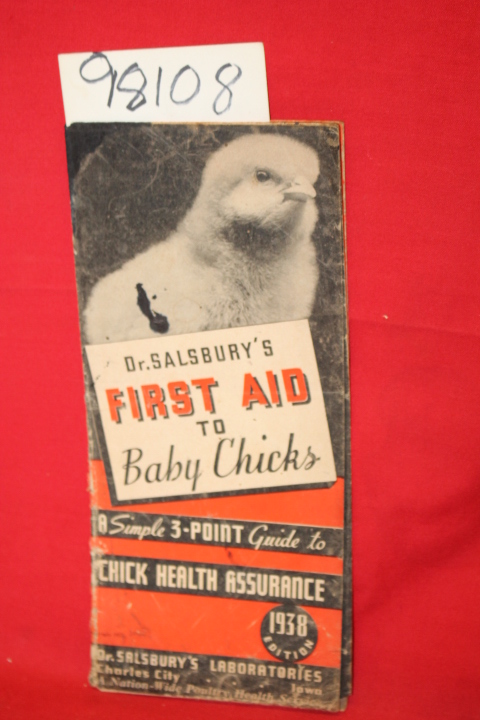 98108
Dr. SALSBURY'S
FIRST AID
TO
Baby Chicks
A Simple 3-POINT Guide to
CHICK HEALTH ASSURANCE
1938
EDITION
Dr. SALSBURY'S LABORATORIES
Charles City Iowa
A Nation-Wide Poultry Health Service